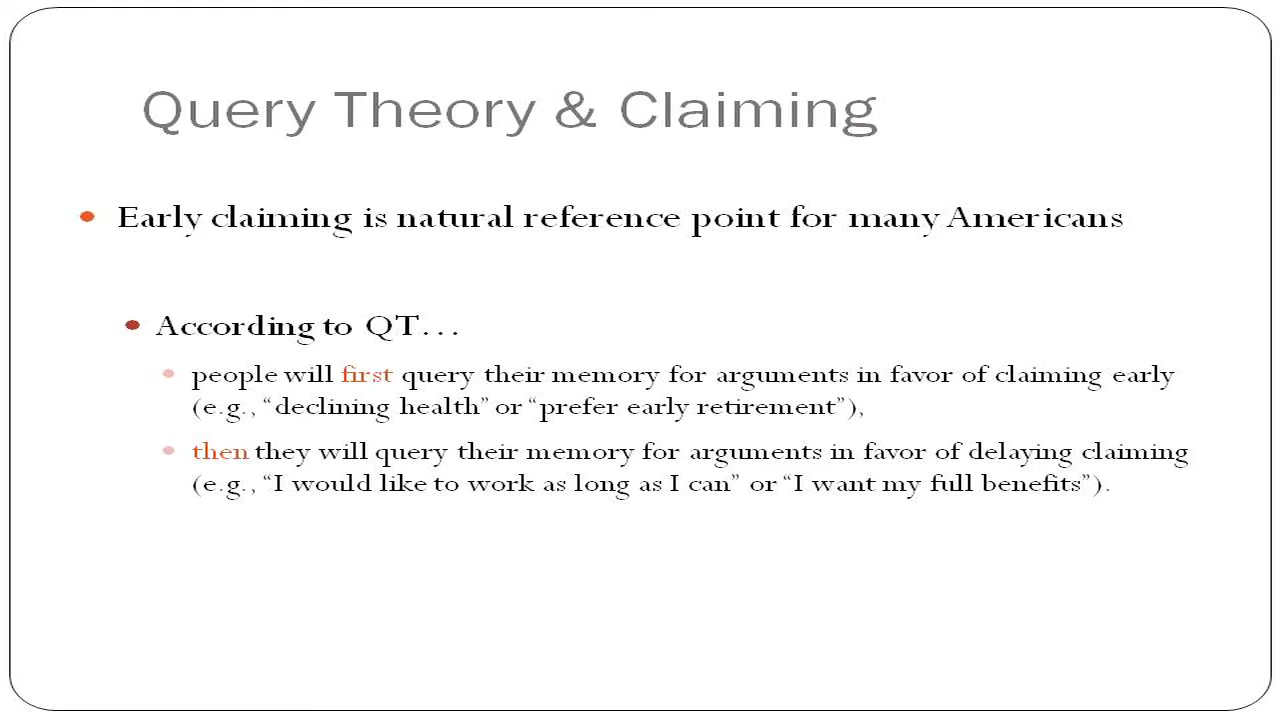 Query Theory & Claiming
• Early claiming is natural reference point for many Americans
• According to QT…
• people will first query their memory for arguments in favor of claiming early
(e.g., “declining health” or “prefer early retirement”),
• then they will query their memory for arguments in favor of delaying claiming
(e.g., “I would like to work as long as I can” or “I want my full benefits”).